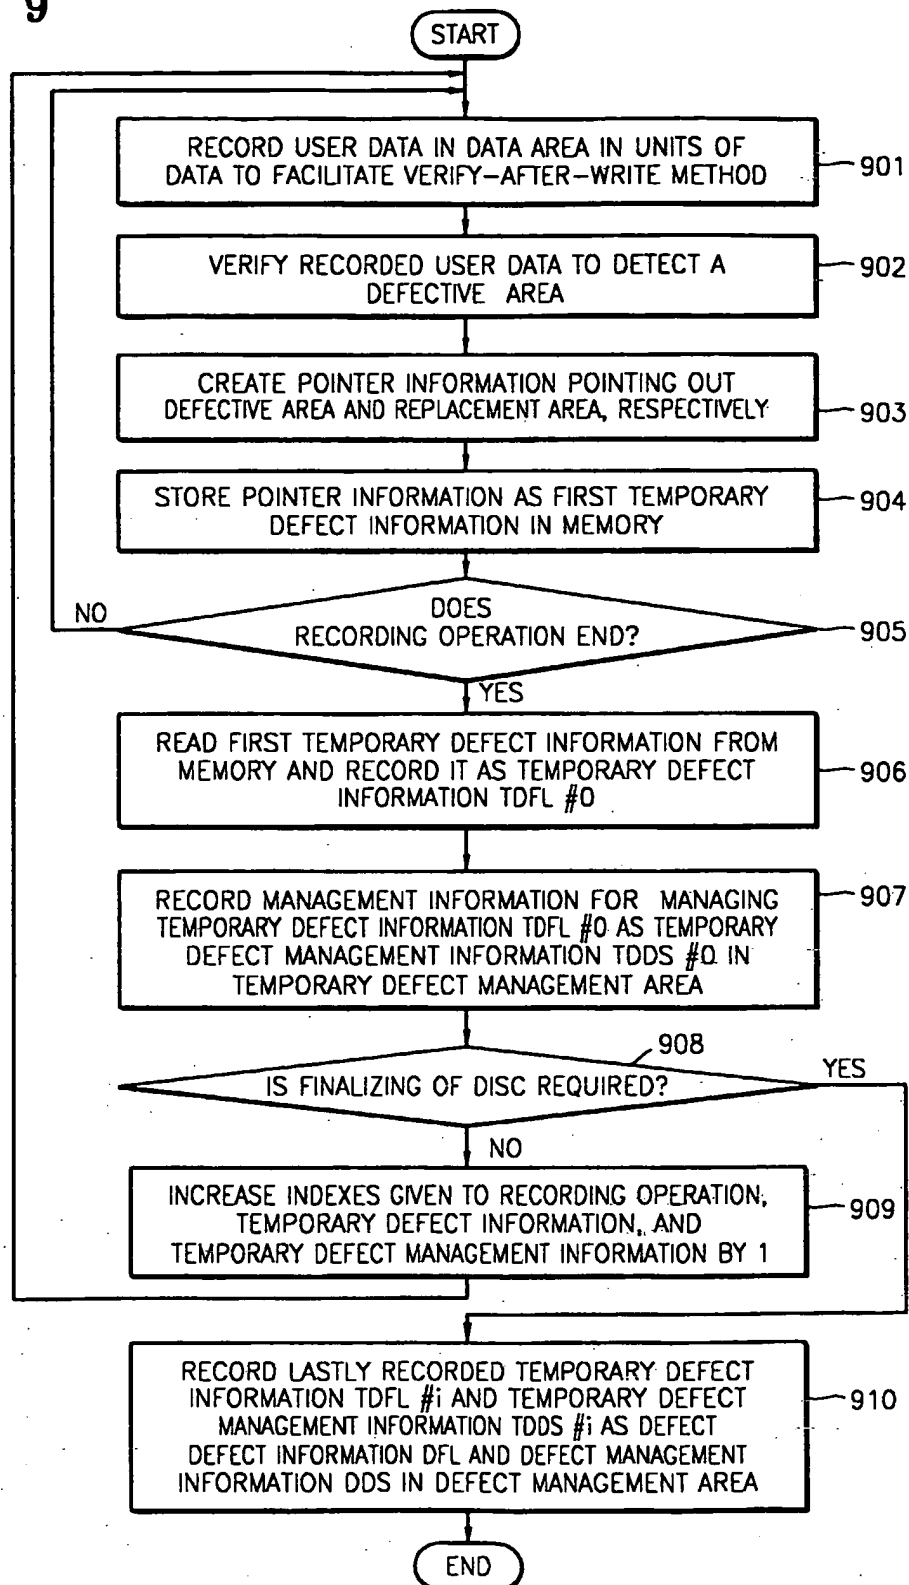 9
START
RECORD USER DATA IN DATA AREA IN UNITS OF
DATA TO FACILITATE VERIFY-AFTER-WRITE METHOD
901
VERIFY RECORDED USER DATA TO DETECT A
DEFECTIVE AREA
902
CREATE POINTER INFORMATION POINTING OUT
DEFECTIVE AREA AND REPLACEMENT AREA, RESPECTIVELY
903
STORE POINTER INFORMATION AS FIRST TEMPORARY
DEFECT INFORMATION IN MEMORY
904
DOES
RECORDING OPERATION END?
905
NO
YES
READ FIRST TEMPORARY DEFECT INFORMATION FROM
MEMORY AND RECORD IT AS TEMPORARY DEFECT
INFORMATION TDFL #0
906
RECORD MANAGEMENT INFORMATION FOR MANAGING
TEMPORARY DEFECT INFORMATION TDFL #0 AS TEMPORARY
DEFECT MANAGEMENT INFORMATION TDDS #0 IN
TEMPORARY DEFECT MANAGEMENT AREA
907
908
IS FINALIZING OF DISC REQUIRED?
YES
NO
INCREASE INDEXES GIVEN TO RECORDING OPERATION,
TEMPORARY DEFECT INFORMATION, AND
TEMPORARY DEFECT MANAGEMENT INFORMATION BY 1
909
RECORD LASTLY RECORDED TEMPORARY DEFECT
INFORMATION TDFL #i AND TEMPORARY DEFECT
MANAGEMENT INFORMATION TDDS #i AS DEFECT
DEFECT INFORMATION DFL AND DEFECT MANAGEMENT
INFORMATION DDS IN DEFECT MANAGEMENT AREA
910
END